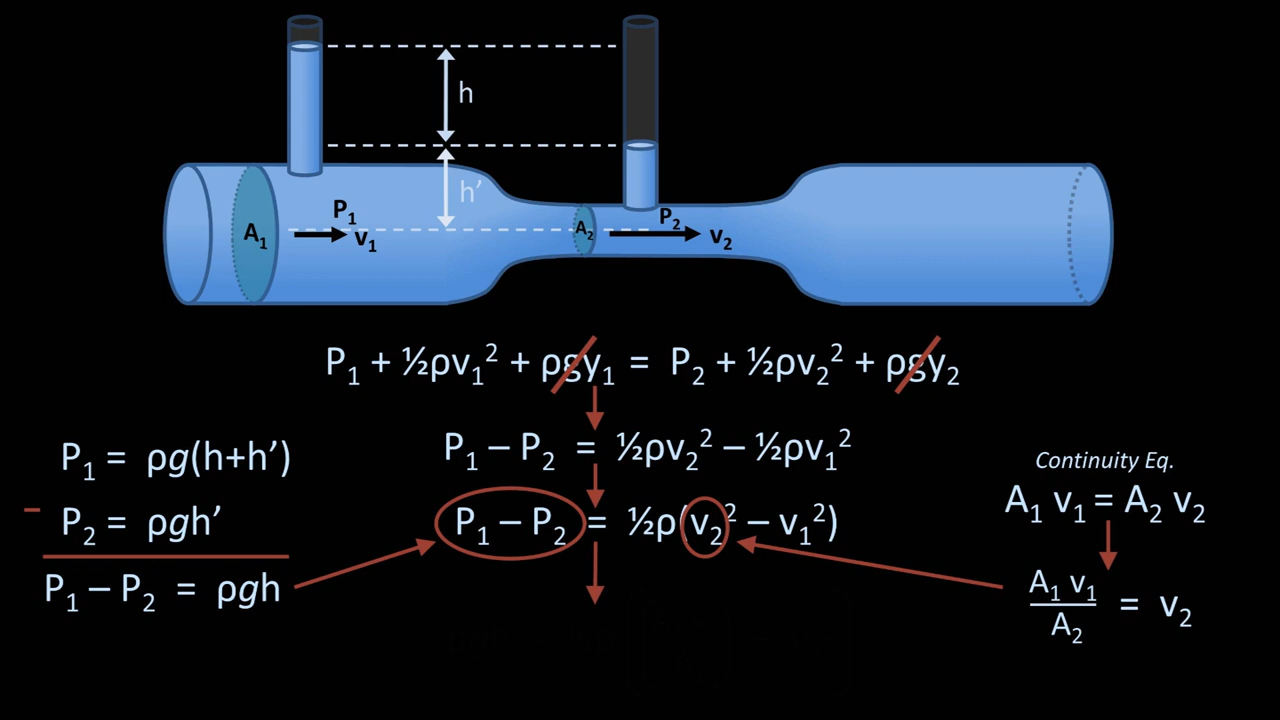 h
h’
P₁
A₁
v₁
A₂
P₂
v₂
P₁ + ½ρv₁² + ρgy₁ = P₂ + ½ρv₂² + ρgy₂
P₁ – P₂ = ½ρv₂² – ½ρv₁²
P₁ – P₂ = ½ρ(v₂² – v₁²)
P₁ = ρg(h+h’)
– P₂ = ρgh’
P₁ – P₂ = ρgh
Continuity Eq.
A₁ v₁ = A₂ v₂
A₁ v₁
A₂
= v₂